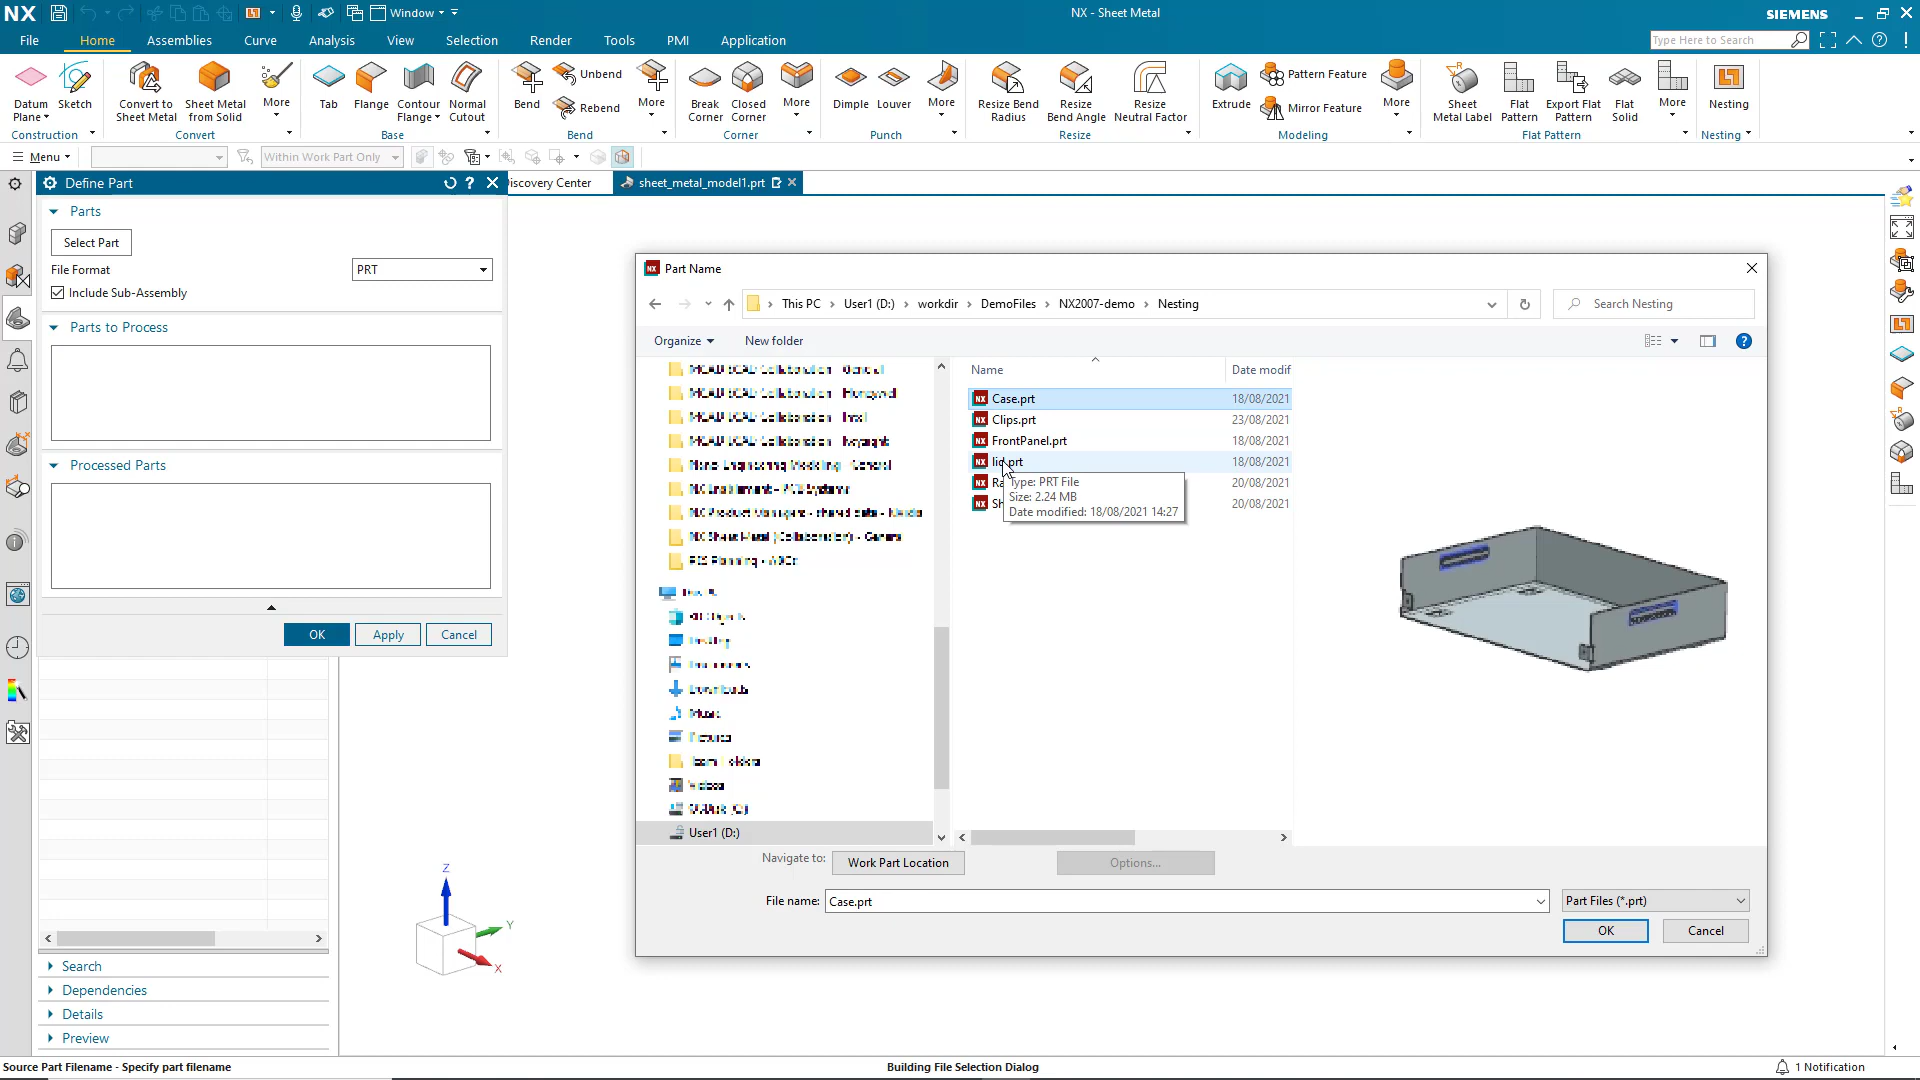 NX
Window
NX - Sheet Metal
SIEMENS
File
Home
Assemblies
Curve
Analysis
View
Selection
Render
Tools
PMI
Application
Type Here to Search
Datum
Plane
Sketch
Construction
Convert to
Sheet Metal
Sheet Metal
from Solid
More
Convert
Tab
Flange
Contour
Flange
Normal
Cutout
Base
Bend
Unbend
Rebend
More
Bend
Break
Corner
Closed
Corner
More
Corner
Dimple
Louver
More
Punch
Resize Bend
Radius
Resize
Bend Angle
Resize
Neutral Factor
Resize
Extrude
Pattern Feature
Mirror Feature
More
Modeling
Sheet
Metal Label
Flat
Pattern
Export Flat
Pattern
Flat
Solid
More
Flat Pattern
Nesting
Nesting
Menu
Within Work Part Only
Define Part
Discovery Center
sheet_metal_model1.prt
Parts
Select Part
File Format
PRT
Include Sub-Assembly
Parts to Process
Processed Parts
OK
Apply
Cancel
Search
Dependencies
Details
Preview
Part Name
This PC
User1 (D:)
workdir
DemoFiles
NX2007-demo
Nesting
Search Nesting
Organize
New folder
User1 (D:)
Name
Date modif
Case.prt
18/08/2021
Clips.prt
23/08/2021
FrontPanel.prt
18/08/2021
lid.prt
18/08/2021
20/08/2021
20/08/2021
Type: PRT File
Size: 2.24 MB
Date modified: 18/08/2021 14:27
Navigate to:
Work Part Location
Options...
File name:
Case.prt
Part Files (*.prt)
OK
Cancel
Z
Y
X
Source Part Filename - Specify part filename
Building File Selection Dialog
1 Notification